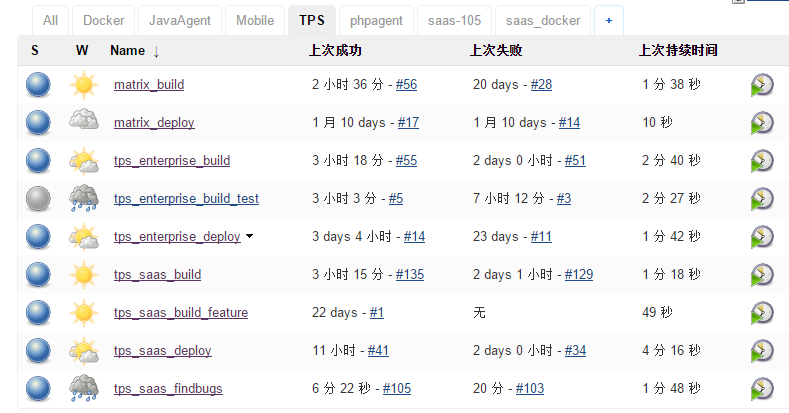 All Docker JavaAgent Mobile TPS phpagent saas-105 saas_docker +
S W Name ↓ 上次成功 上次失败 上次持续时间
matrix_build 2 小时 36 分 - #56 20 days - #28 1 分 38 秒
matrix_deploy 1 月 10 days - #17 1 月 10 days - #14 10 秒
tps_enterprise_build 3 小时 18 分 - #55 2 days 0 小时 - #51 2 分 40 秒
tps_enterprise_build_test 3 小时 3 分 - #5 7 小时 12 分 - #3 2 分 27 秒
tps_enterprise_deploy 3 days 4 小时 - #14 23 days - #11 1 分 42 秒
tps_saas_build 3 小时 15 分 - #135 2 days 1 小时 - #129 1 分 18 秒
tps_saas_build_feature 22 days - #1 无 49 秒
tps_saas_deploy 11 小时 - #41 2 days 0 小时 - #34 4 分 16 秒
tps_saas_findbugs 6 分 22 秒 - #105 20 分 - #103 1 分 48 秒